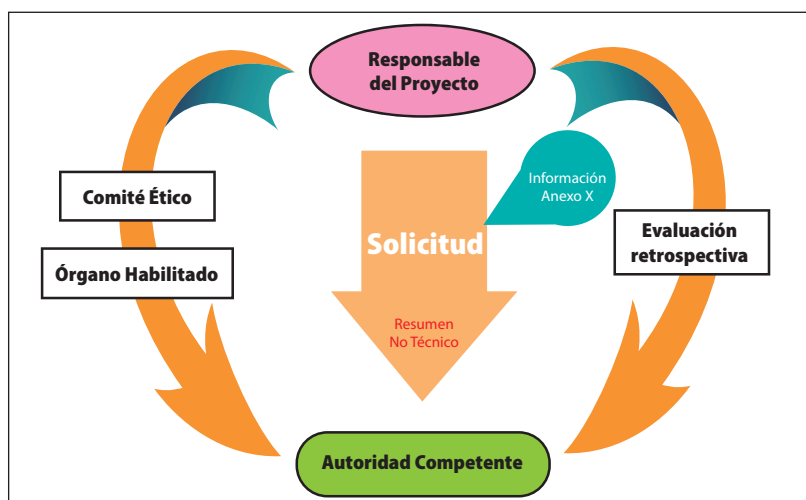 Responsable
del Proyecto
Información
Anexo X
Comité Ético
Órgano Habilitado
Solicitud
Evaluación
retrospectiva
Resumen
No Técnico
Autoridad Competente